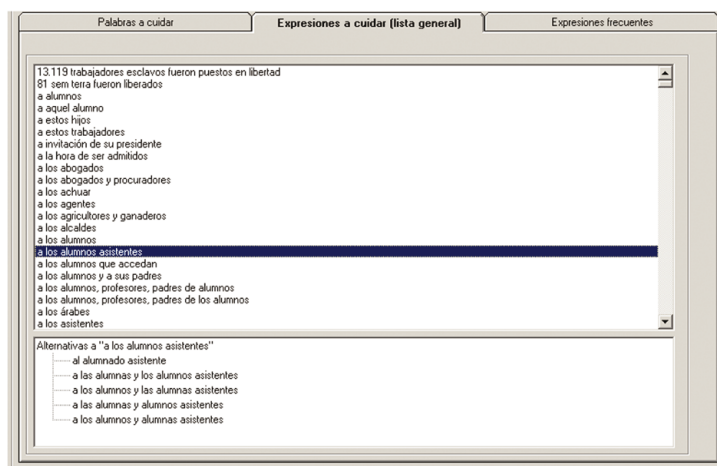 Palabras a cuidar
Expresiones a cuidar (lista general)
Expresiones frecuentes
13.119 trabajadores esclavos fueron puestos en libertad
81 sem terra fueron liberados
a alumnos
a aquel alumno
a estos hijos
a estos trabajadores
a invitación de su presidente
a la hora de ser admitidos
a los abogados
a los abogados y procuradores
a los achuar
a los agentes
a los agricultores y ganaderos
a los alcaldes
a los alumnos
a los alumnos asistentes
a los alumnos que accedan
a los alumnos y a sus padres
a los alumnos, profesores, padres de alumnos
a los alumnos, profesores, padres de los alumnos
a los árabes
a los asistentes
Alternativas a "a los alumnos asistentes"
al alumnado asistente
a las alumnas y los alumnos asistentes
a los alumnos y las alumnas asistentes
a las alumnas y alumnos asistentes
a los alumnos y alumnas asistentes